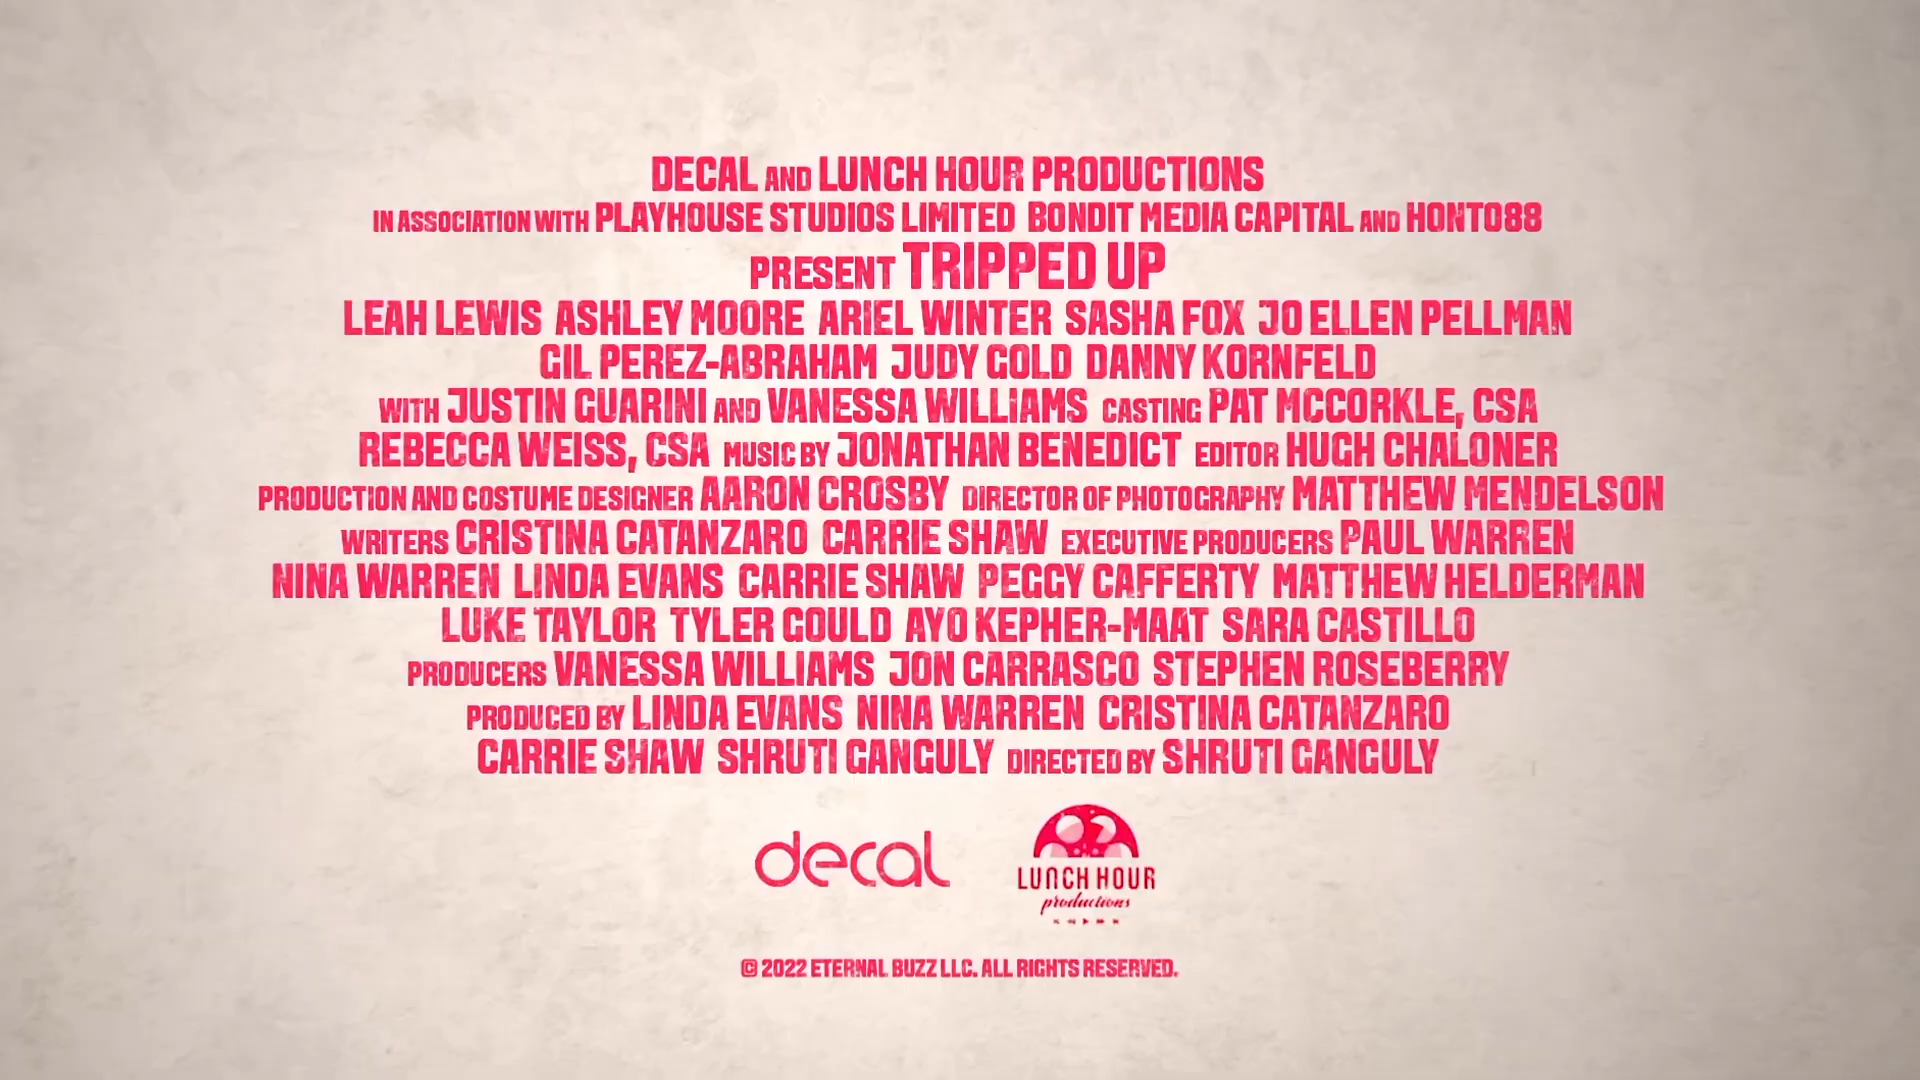 DECAL AND LUNCH HOUR PRODUCTIONS
IN ASSOCIATION WITH PLAYHOUSE STUDIOS LIMITED BONDIT MEDIA CAPITAL AND HONTO88
PRESENT TRIPPED UP
LEAH LEWIS ASHLEY MOORE ARIEL WINTER SASHA FOX JO ELLEN PELLMAN
GIL PEREZ-ABRAHAM JUDY GOLD DANNY KORNFELD
WITH JUSTIN GUARINI AND VANESSA WILLIAMS CASTING PAT MCCORKLE, CSA
REBECCA WEISS, CSA MUSIC BY JONATHAN BENEDICT EDITOR HUGH CHALONER
PRODUCTION AND COSTUME DESIGNER AARON CROSBY DIRECTOR OF PHOTOGRAPHY MATTHEW MENDELSON
WRITERS CRISTINA CATANZARO CARRIE SHAW EXECUTIVE PRODUCERS PAUL WARREN
NINA WARREN LINDA EVANS CARRIE SHAW PEGGY CAFFERTY MATTHEW HELDERMAN
LUKE TAYLOR TYLER GOULD AYO KEPHER-MAAT SARA CASTILLO
PRODUCERS VANESSA WILLIAMS JON CARRASCO STEPHEN ROSEBERRY
PRODUCED BY LINDA EVANS NINA WARREN CRISTINA CATANZARO
CARRIE SHAW SHRUTI GANGULY DIRECTED BY SHRUTI GANGULY
decal
LUNCH HOUR
productions
© 2022 ETERNAL BUZZ LLC. ALL RIGHTS RESERVED.